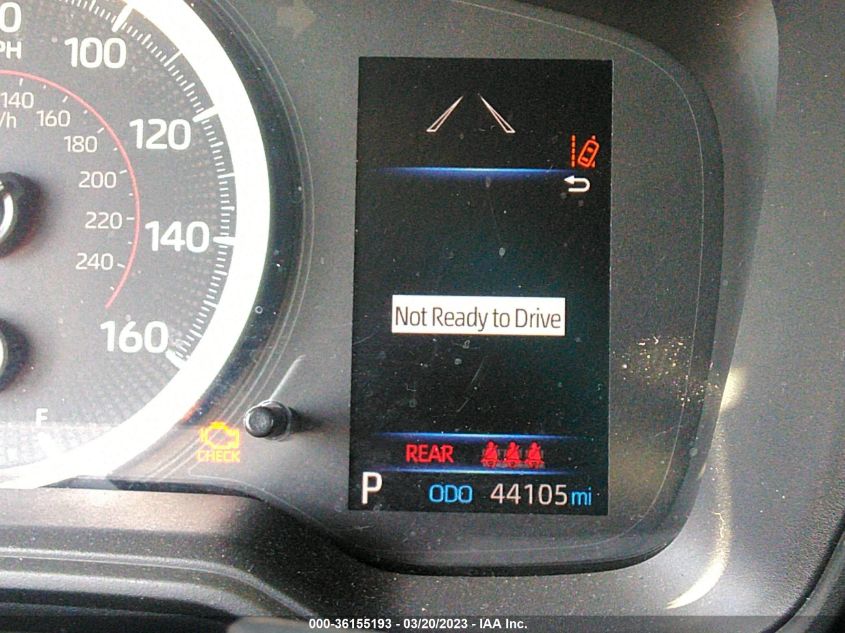 100
120
140
160
MPH
140
160
180
200
220
240
F
CHECK
Not Ready to Drive
REAR
P ODO 44105 mi
000-36155193 - 03/20/2023 - IAA Inc.